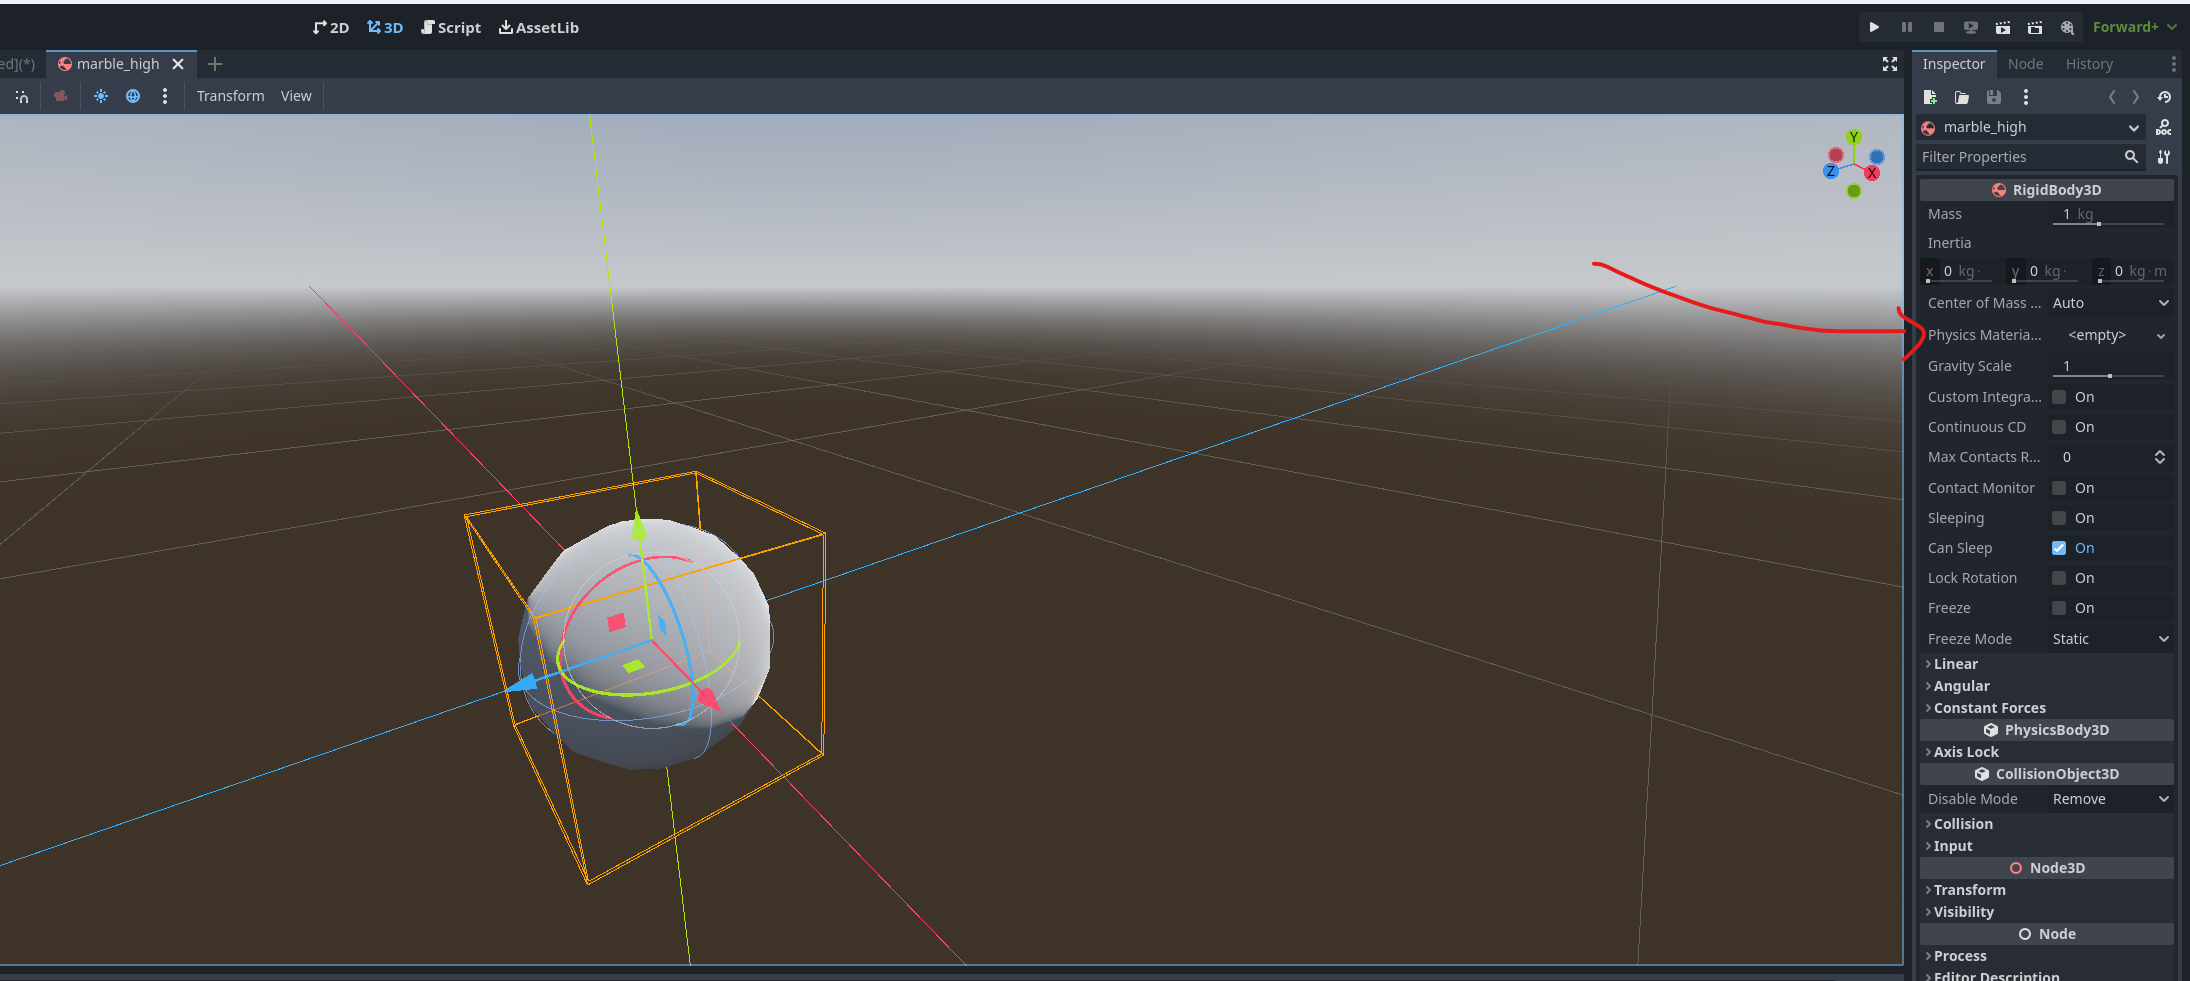 2D 3D Script AssetLib Forward+
ed](*) marble_high Inspector Node History
Transform View
marble_high DOC
Filter Properties
Y
Z X
RigidBody3D
Mass 1 kg
Inertia
x 0 kg· y 0 kg· z 0 kg·m
Center of Mass ... Auto
Physics Materia... <empty>
Gravity Scale 1
Custom Integra... On
Continuous CD On
Max Contacts R... 0
Contact Monitor On
Sleeping On
Can Sleep On
Lock Rotation On
Freeze On
Freeze Mode Static
Linear
Angular
Constant Forces
PhysicsBody3D
Axis Lock
CollisionObject3D
Disable Mode Remove
Collision
Input
Node3D
Transform
Visibility
Node
Process
Editor Description